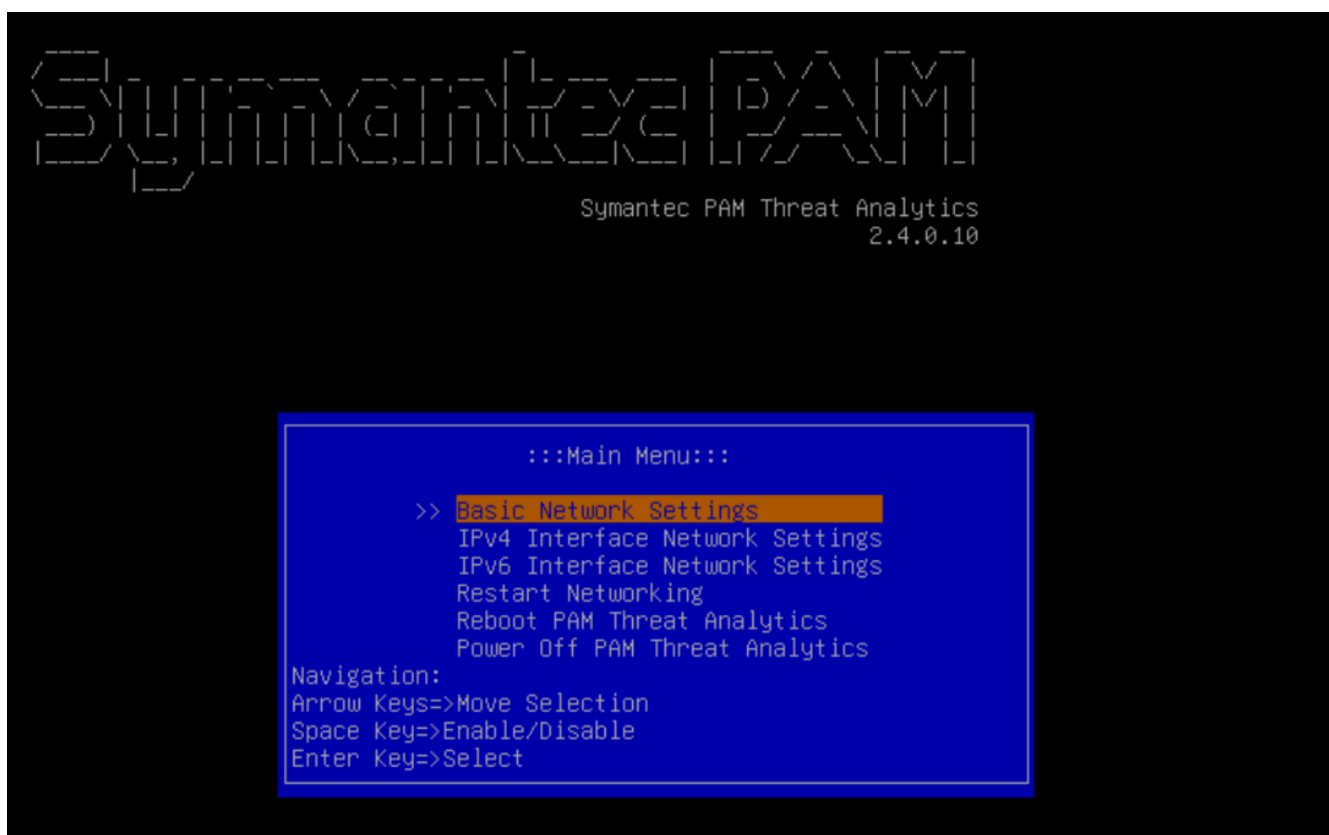 Symantec PAM
Symantec PAM Threat Analytics
2.4.0.10
:::Main Menu:::
>> Basic Network Settings
IPv4 Interface Network Settings
IPv6 Interface Network Settings
Restart Networking
Reboot PAM Threat Analytics
Power Off PAM Threat Analytics
Navigation:
Arrow Keys=>Move Selection
Space Key=>Enable/Disable
Enter Key=>Select